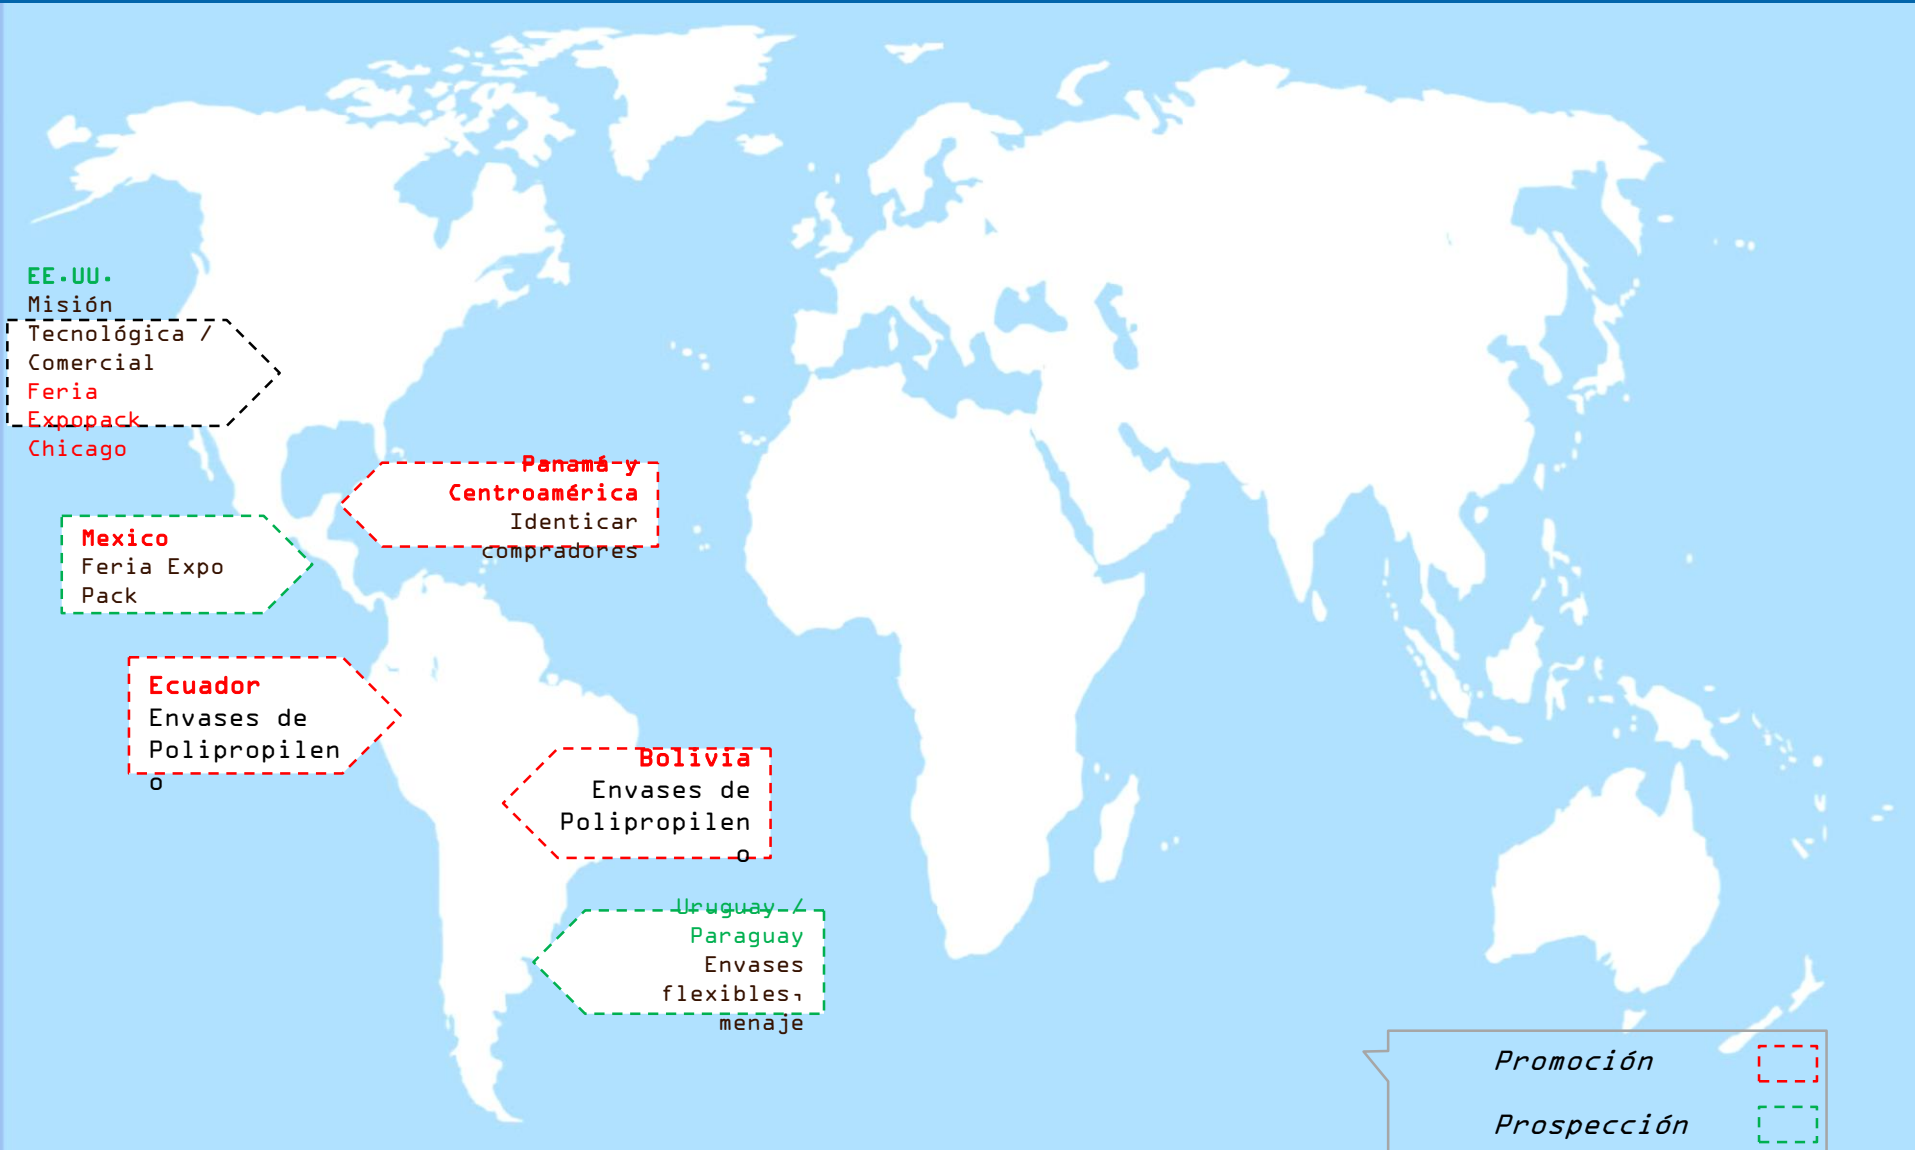 EE.UU.
Misión
Tecnológica /
Comercial
Feria
Expopack
Chicago
Panamá y
Centroamérica
Identicar
compradores
Mexico
Feria Expo
Pack
Ecuador
Envases de
Polipropilen
o
Bolivia
Envases de
Polipropilen
o
Uruguay /
Paraguay
Envases
flexibles,
menaje
Promoción
Prospección